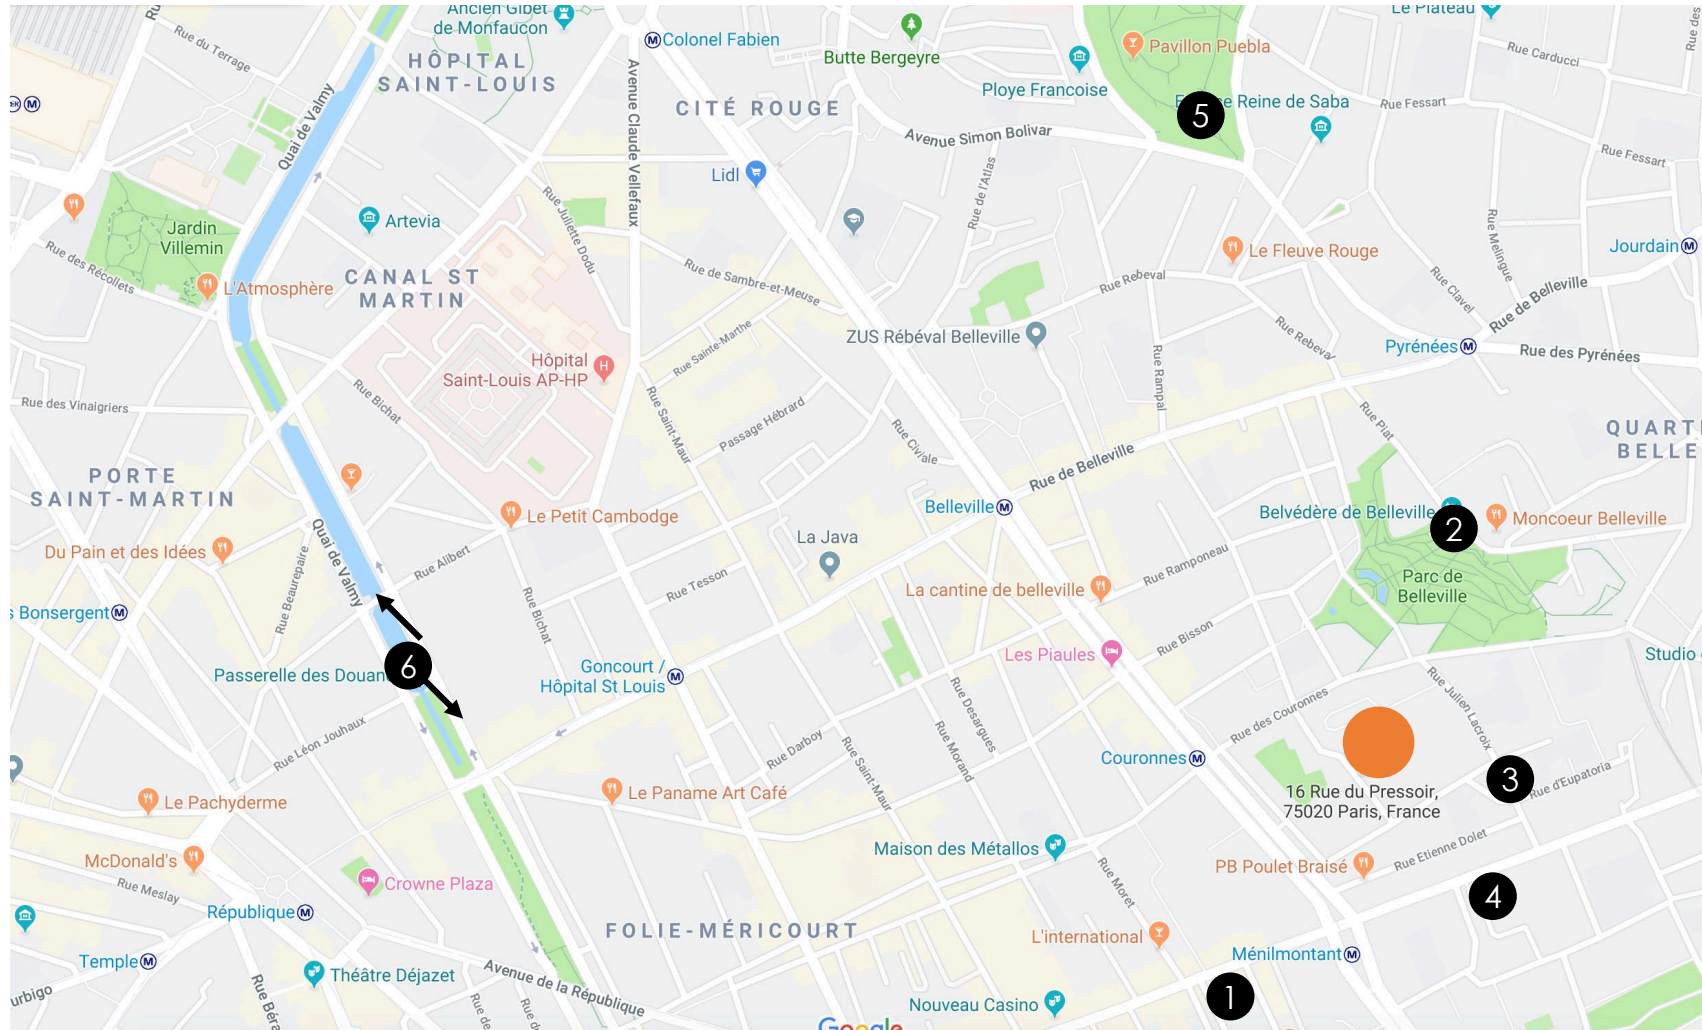 Ancien Gibet
de Monfaucon
Colonel Fabien
Butte Bergeyre
Pavillon Puebla
Le Plateau
Rue du Terrage
HÔPITAL
SAINT-LOUIS
Quai de Valmy
Avenue Claude Vellefaux
CITÉ ROUGE
Ploye Francoise
5
Reine de Saba
Rue Carducci
Rue Fessart
Avenue Simon Bolivar
Rue Fessart
Rue des
M
Lidl
Rue de l'Atlas
Jardin
Villemin
Artevia
Rue Juliette Dodu
Rue des Récollets
L'Atmosphère
CANAL ST
MARTIN
Rue de Sambre-et-Meuse
Rue Rebeval
Le Fleuve Rouge
Rue Melingue
Rue Clavel
Jourdain
Rue de Belleville
Rue Sainte-Marthe
ZUS Rébéval Belleville
Rue Rebeval
Pyrénées
Rue des Pyrénées
Hôpital
Saint-Louis AP-HP
H
Rue Rampal
Rue des Vinaigriers
Rue Bichat
Rue Saint-Maur
Passage Hébrard
Rue Civiale
Rue Piat
Rue de Belleville
QUARTI
BELLE
PORTE
SAINT-MARTIN
Le Petit Cambodge
Belleville
Belvédère de Belleville
2
Moncoeur Belleville
Du Pain et des Idées
Quai de Valmy
La Java
Rue Alibert
Rue Beaurepaire
Rue Tesson
La cantine de belleville
Rue Ramponeau
Parc de
Belleville
s Bonsergent
Rue Bichat
Les Piaules
Rue Bisson
Studio
Passerelle des Douan
6
Goncourt /
Hôpital St Louis
Rue Desargues
Rue Morand
Rue des Couronnes
Rue Julien Lacroix
Rue Léon Jouhaux
Rue Darboy
Rue Saint-Maur
Couronnes
3
Rue d'Eupatoria
16 Rue du Pressoir,
75020 Paris, France
Le Pachyderme
Le Paname Art Café
Maison des Métallos
Rue Etienne Dolet
McDonald's
PB Poulet Braisé
Rue Meslay
Crowne Plaza
Rue Moret
4
République
FOLIE-MÉRICOURT
L'international
Ménilmontant
Temple
Théâtre Déjazet
Avenue de la République
1
Nouveau Casino
urbigo
Rue Béra
Rue de
Google